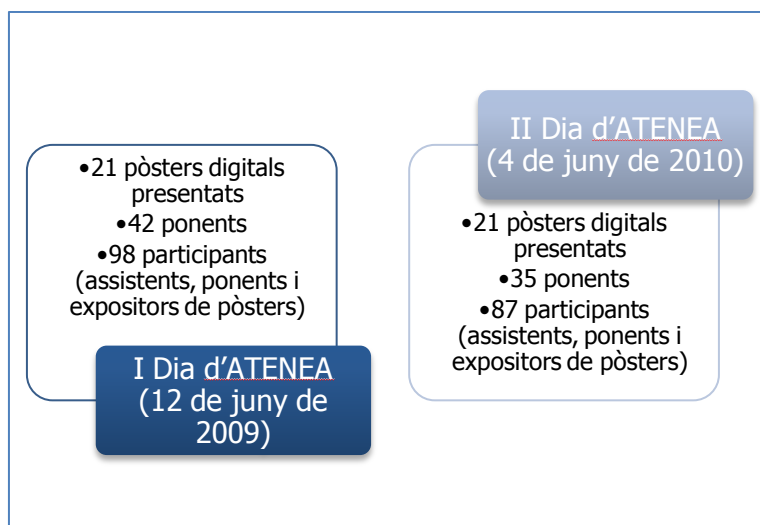 •21 pòsters digitals
presentats
•42 ponents
•98 participants
(assistents, ponents i
expositors de pòsters)
I Dia d’ATENEA
(12 de juny de
2009)
II Dia d’ATENEA
(4 de juny de 2010)
•21 pòsters digitals
presentats
•35 ponents
•87 participants
(assistents, ponents i
expositors de pòsters)